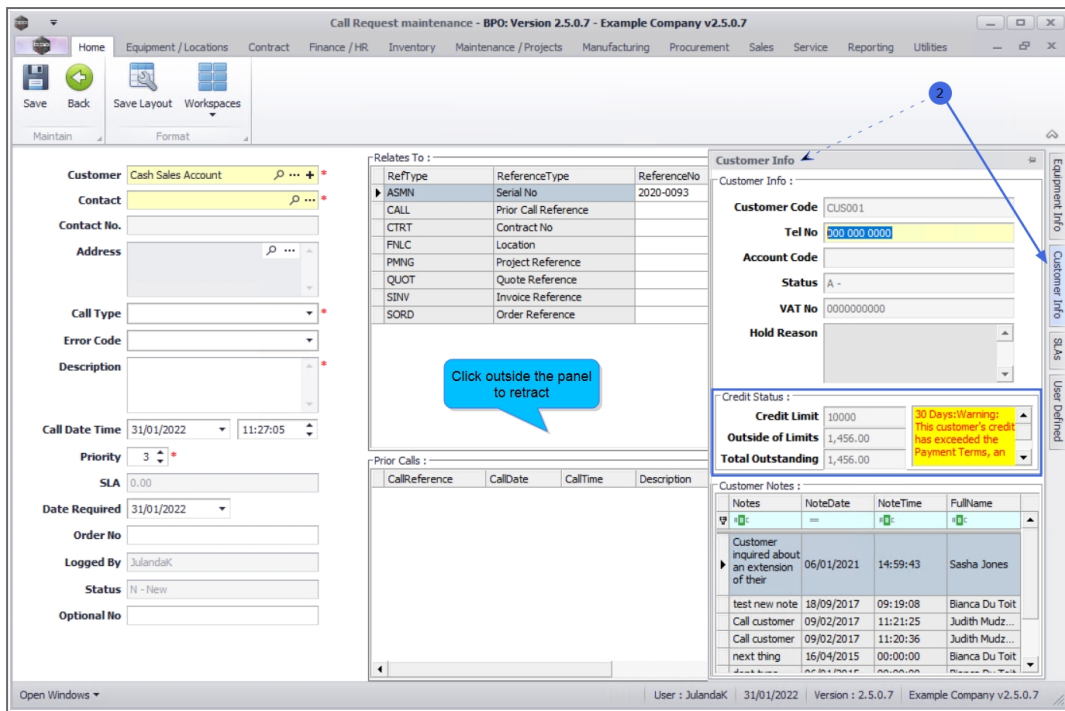 Call Request maintenance - BPO: Version 2.5.0.7 - Example Company v2.5.0.7
Home Equipment / Locations Contract Finance / HR Inventory Maintenance / Projects Manufacturing Procurement Sales Service Reporting Utilities
Save Back Save Layout Workspaces
Maintain Format
2
Customer Cash Sales Account *
Contact *
Contact No.
Address
Call Type *
Error Code
Description *
Call Date Time 31/01/2022 11:27:05
Priority 3 *
SLA 0.00
Date Required 31/01/2022
Order No
Logged By JulandaK
Status N - New
Optional No
Relates To :
RefType ReferenceType ReferenceNo
ASMN Serial No 2020-0093
CALL Prior Call Reference
CTRT Contract No
FNLC Location
PMNG Project Reference
QUOT Quote Reference
SINV Invoice Reference
SORD Order Reference
Click outside the panel
to retract
Prior Calls :
CallReference CallDate CallTime Description
Customer Info
Customer Info :
Customer Code CUS001
Tel No 000 000 0000
Account Code
Status A -
VAT No 0000000000
Hold Reason
Credit Status :
Credit Limit 10000
Outside of Limits 1,456.00
Total Outstanding 1,456.00
30 Days:Warning:
This customer's credit
has exceeded the
Payment Terms, an
Customer Notes :
Notes NoteDate NoteTime FullName
Customer
inquired about
an extension
of their
06/01/2021 14:59:43 Sasha Jones
test new note 18/09/2017 09:19:08 Bianca Du Toit
Call customer 09/02/2017 11:21:25 Judith Mudz...
Call customer 09/02/2017 11:20:36 Judith Mudz...
next thing 16/04/2015 00:00:00 Bianca Du Toit
Equipment Info
Customer Info
SLAs
User Defined
Open Windows User : JulandaK 31/01/2022 Version : 2.5.0.7 Example Company v2.5.0.7